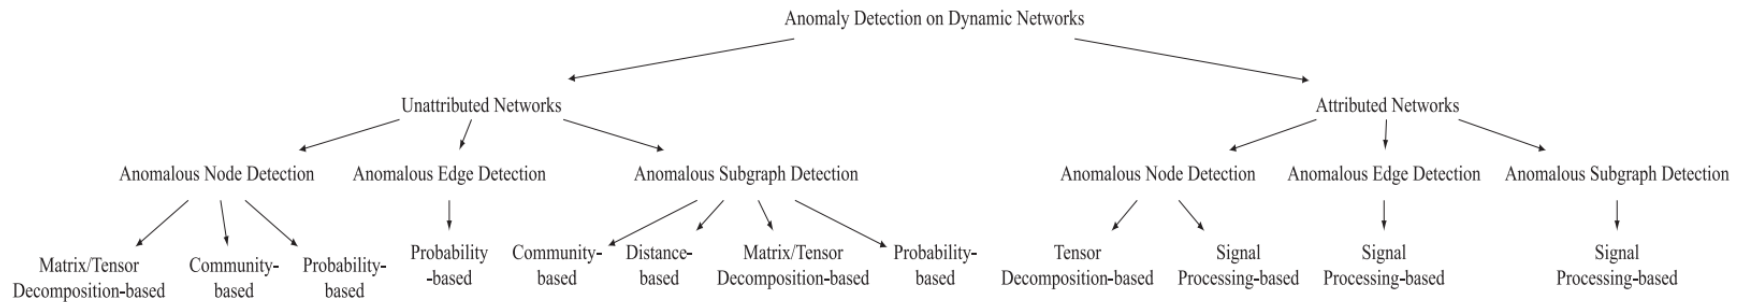 Anomaly Detection on Dynamic Networks
Unattributed Networks
Attributed Networks
Anomalous Node Detection
Anomalous Edge Detection
Anomalous Subgraph Detection
Anomalous Node Detection
Anomalous Edge Detection
Anomalous Subgraph Detection
Matrix/Tensor
Decomposition-based
Community-
based
Probability-
based
Probability
-based
Community-
based
Distance-
based
Matrix/Tensor
Decomposition-based
Probability-
based
Tensor
Decomposition-based
Signal
Processing-based
Signal
Processing-based
Signal
Processing-based